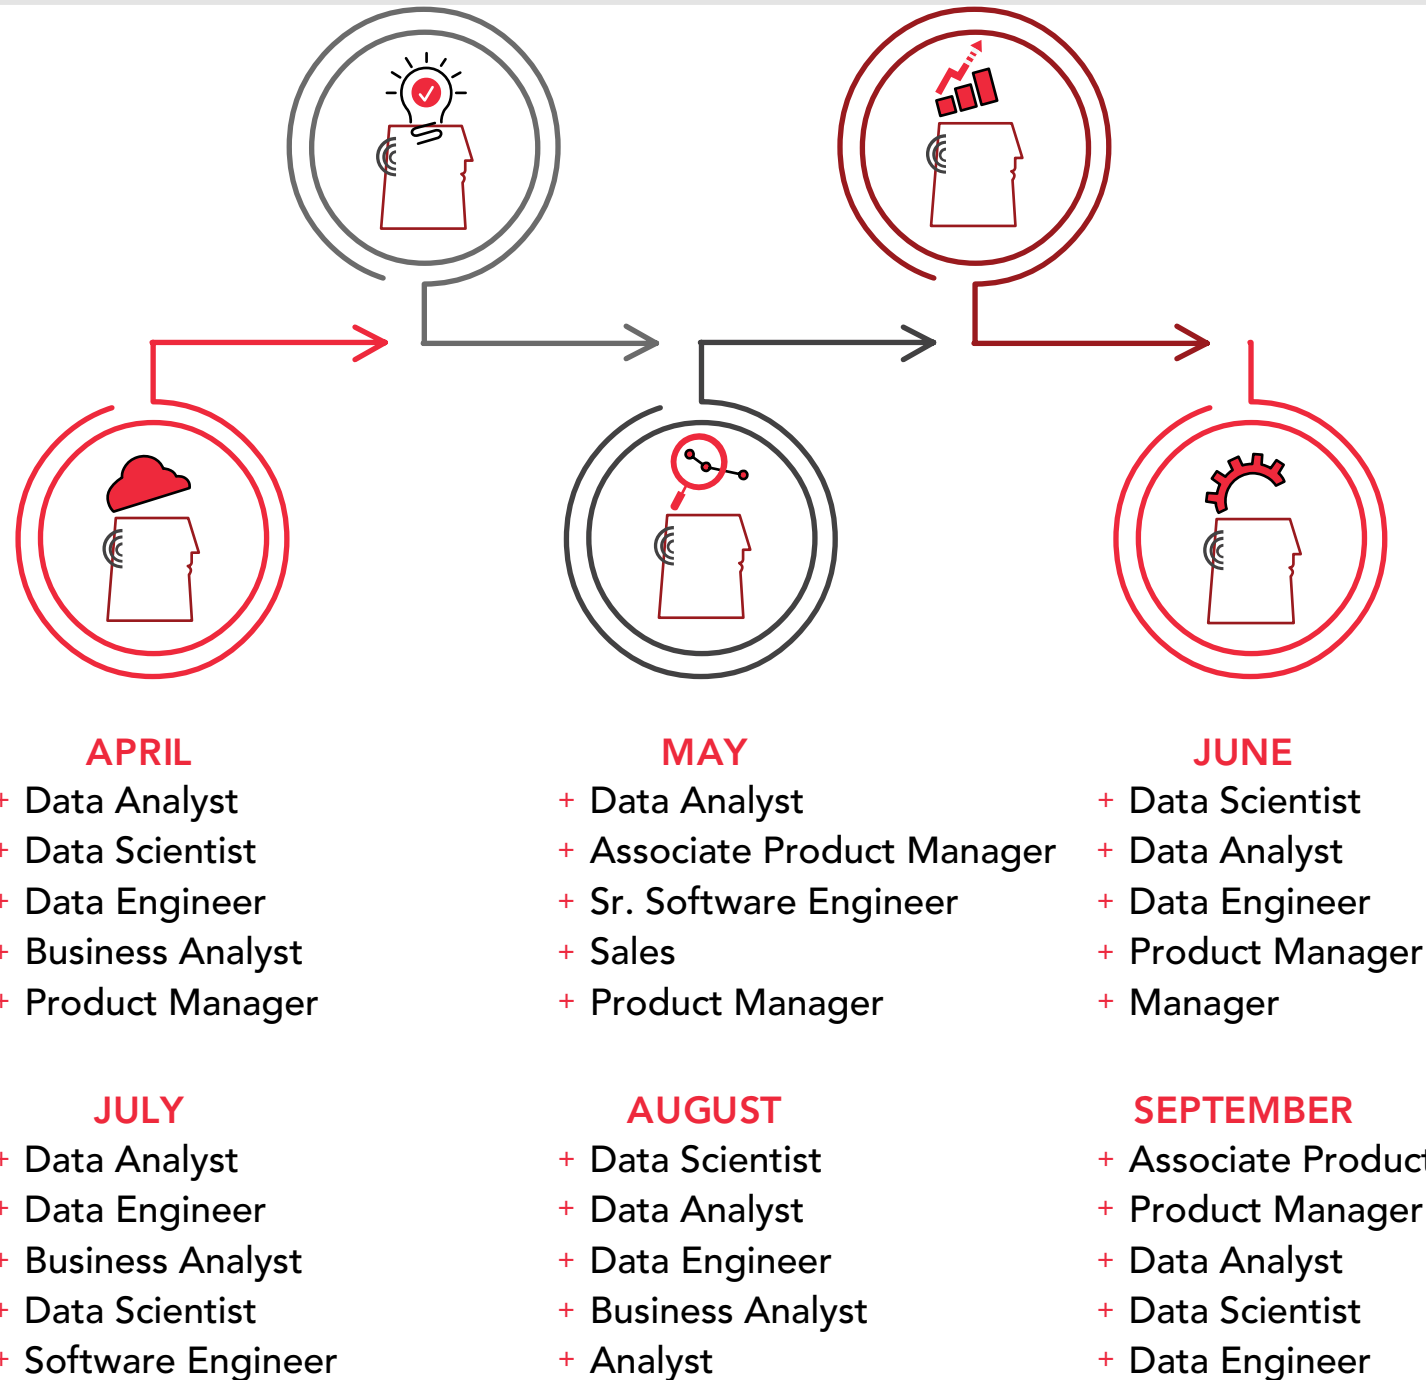 APRIL
+ Data Analyst
+ Data Scientist
+ Data Engineer
+ Business Analyst
+ Product Manager
MAY
+ Data Analyst
+ Associate Product Manager
+ Sr. Software Engineer
+ Sales
+ Product Manager
JUNE
+ Data Scientist
+ Data Analyst
+ Data Engineer
+ Product Manager
+ Manager
JULY
+ Data Analyst
+ Data Engineer
+ Business Analyst
+ Data Scientist
+ Software Engineer
AUGUST
+ Data Scientist
+ Data Analyst
+ Data Engineer
+ Business Analyst
+ Analyst
SEPTEMBER
+ Associate Product
+ Product Manager
+ Data Analyst
+ Data Scientist
+ Data Engineer